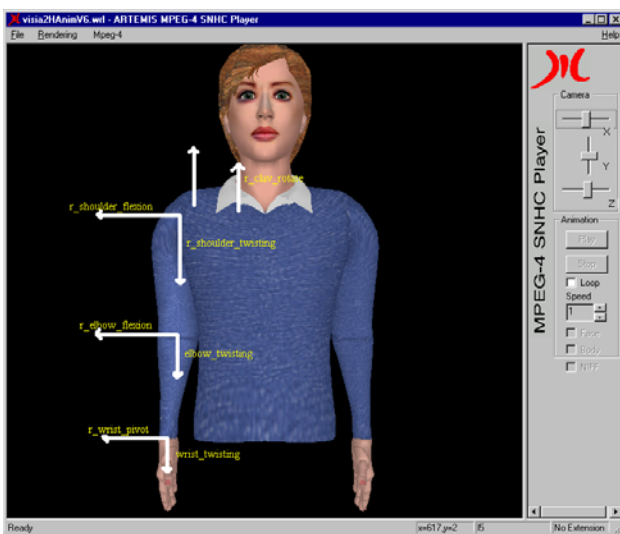 visia2HAnimV6.wrl - ARTEMIS MPEG-4 SNHC Player
File Rendering Mpeg-4 Help
r_clav_rotate
r_shoulder_flexion
r_shoulder_twisting
r_elbow_flexion
elbow_twisting
r_wrist_pivot
wrist_twisting
MPEG-4 SNHC Player
Camera
X
Y
Z
Animation
Play
Stop
Loop
Speed
1
Face
Body
Ready x=617,y=2 No Extension